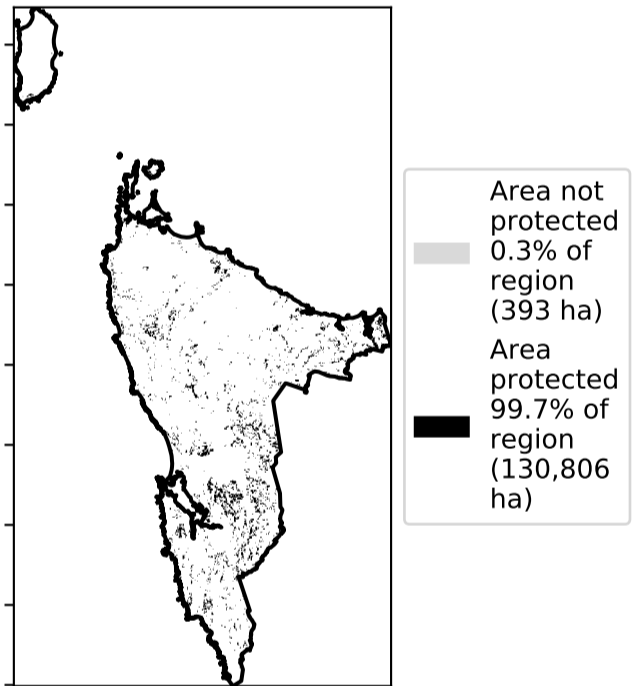 Area not
protected
0.3% of
region
(393 ha)
Area
protected
99.7% of
region
(130,806
ha)